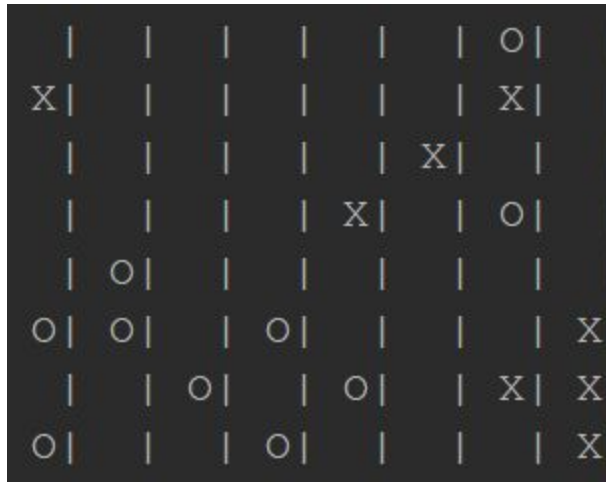 |   |   |   |   |   | O|
X|   |   |   |   |   | X|
  |   |   |   |   | X|   |
  |   |   |   | X|   | O|
  | O|   |   |   |   |   |
O| O|   | O|   |   |   | X
  |   | O|   | O|   | X| X
O|   |   | O|   |   |   | X